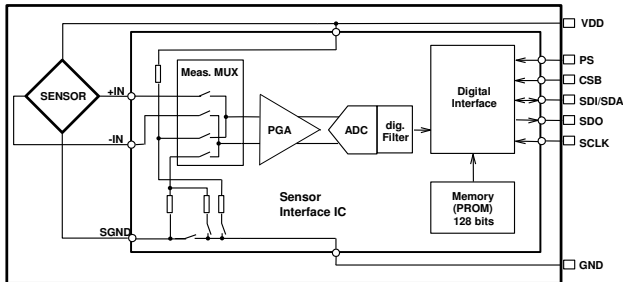 VDD
PS
CSB
SDI/SDA
SDO
SCLK
GND
SENSOR
+IN
-IN
SGND
Meas. MUX
PGA
ADC
dig.
Filter
Digital
Interface
Memory
(PROM)
128 bits
Sensor
Interface IC